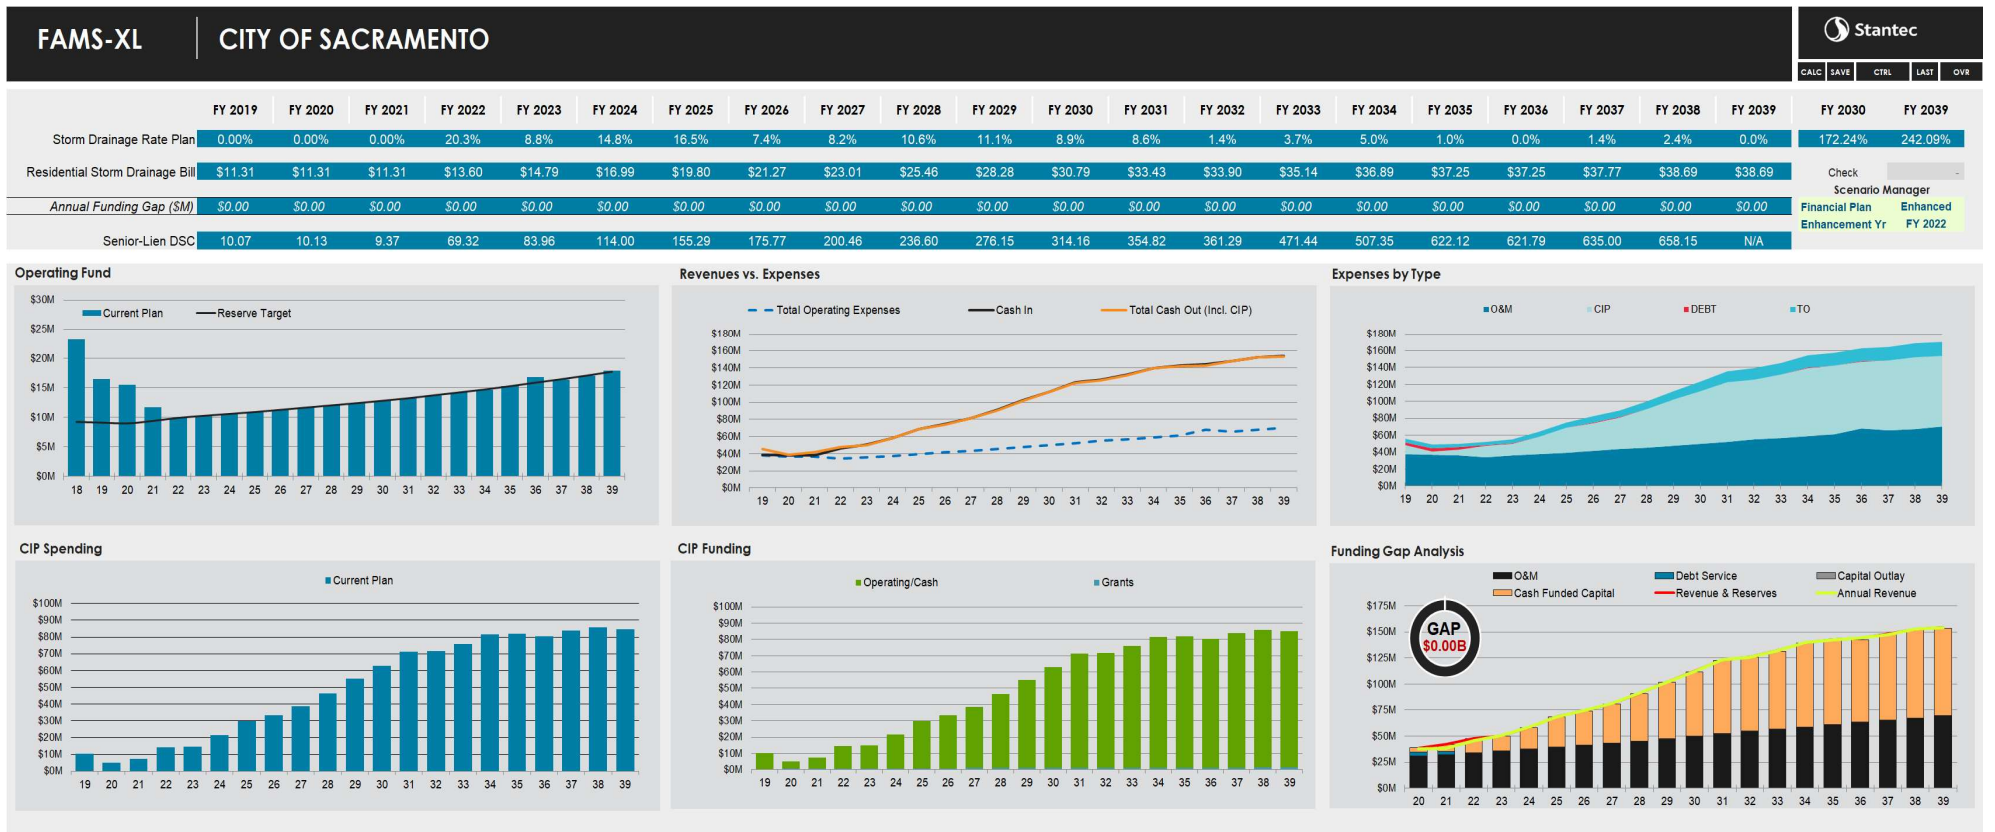 FAMS-XL
CITY OF SACRAMENTO
Stantec
CALC SAVE CTRL LAST OVR
FY 2019 FY 2020 FY 2021 FY 2022 FY 2023 FY 2024 FY 2025 FY 2026 FY 2027 FY 2028 FY 2029 FY 2030 FY 2031 FY 2032 FY 2033 FY 2034 FY 2035 FY 2036 FY 2037 FY 2038 FY 2039 FY 2030 FY 2039
Storm Drainage Rate Plan 0.00% 0.00% 0.00% 20.3% 8.8% 14.8% 16.5% 7.4% 8.2% 10.6% 11.1% 8.9% 8.6% 1.4% 3.7% 5.0% 1.0% 0.0% 1.4% 2.4% 0.0% 172.24% 242.09%
Residential Storm Drainage Bill $11.31 $11.31 $11.31 $13.60 $14.79 $16.99 $19.80 $21.27 $23.01 $25.46 $28.28 $30.79 $33.43 $33.90 $35.14 $36.89 $37.25 $37.25 $37.77 $38.69 $38.69 Check -
Scenario Manager
Annual Funding Gap ($M) $0.00 $0.00 $0.00 $0.00 $0.00 $0.00 $0.00 $0.00 $0.00 $0.00 $0.00 $0.00 $0.00 $0.00 $0.00 $0.00 $0.00 $0.00 $0.00 $0.00 $0.00 Financial Plan Enhanced
Enhancement Yr FY 2022
Senior-Lien DSC 10.07 10.13 9.37 69.32 83.96 114.00 155.29 175.77 200.46 236.60 276.15 314.16 354.82 361.29 471.44 507.35 622.12 621.79 635.00 658.15 N/A
Operating Fund
Current Plan Reserve Target
$30M
$25M
$20M
$15M
$10M
$5M
$0M
18 19 20 21 22 23 24 25 26 27 28 29 30 31 32 33 34 35 36 37 38 39
Revenues vs. Expenses
Total Operating Expenses Cash In Total Cash Out (Incl. CIP)
$180M
$160M
$140M
$120M
$100M
$80M
$60M
$40M
$20M
$0M
19 20 21 22 23 24 25 26 27 28 29 30 31 32 33 34 35 36 37 38 39
Expenses by Type
O&M CIP DEBT TO
$180M
$160M
$140M
$120M
$100M
$80M
$60M
$40M
$20M
$0M
19 20 21 22 23 24 25 26 27 28 29 30 31 32 33 34 35 36 37 38 39
CIP Spending
Current Plan
$100M
$90M
$80M
$70M
$60M
$50M
$40M
$30M
$20M
$10M
$0M
19 20 21 22 23 24 25 26 27 28 29 30 31 32 33 34 35 36 37 38 39
CIP Funding
Operating/Cash Grants
$100M
$90M
$80M
$70M
$60M
$50M
$40M
$30M
$20M
$10M
$0M
19 20 21 22 23 24 25 26 27 28 29 30 31 32 33 34 35 36 37 38 39
Funding Gap Analysis
O&M Debt Service Capital Outlay
Cash Funded Capital Revenue & Reserves Annual Revenue
GAP
$0.00B
$175M
$150M
$125M
$100M
$75M
$50M
$25M
$0M
20 21 22 23 24 25 26 27 28 29 30 31 32 33 34 35 36 37 38 39